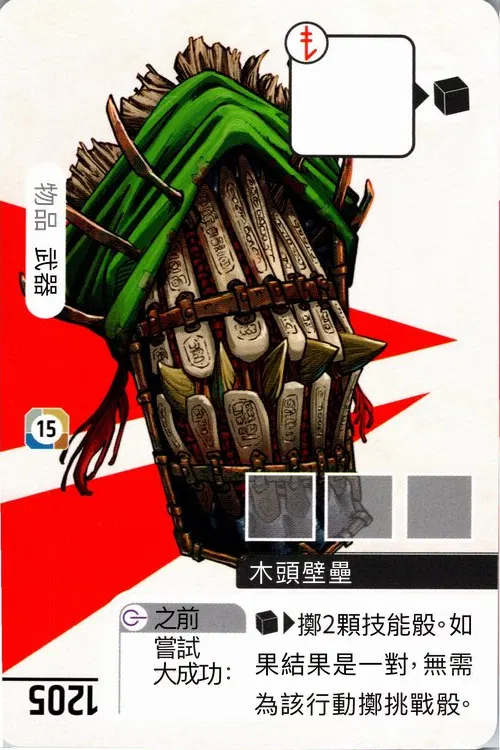 物品 武器
15
木頭壁壘
之前
嘗試
大成功：
擲2顆技能骰。如
果結果是一對，無需
為該行動擲挑戰骰。
1205